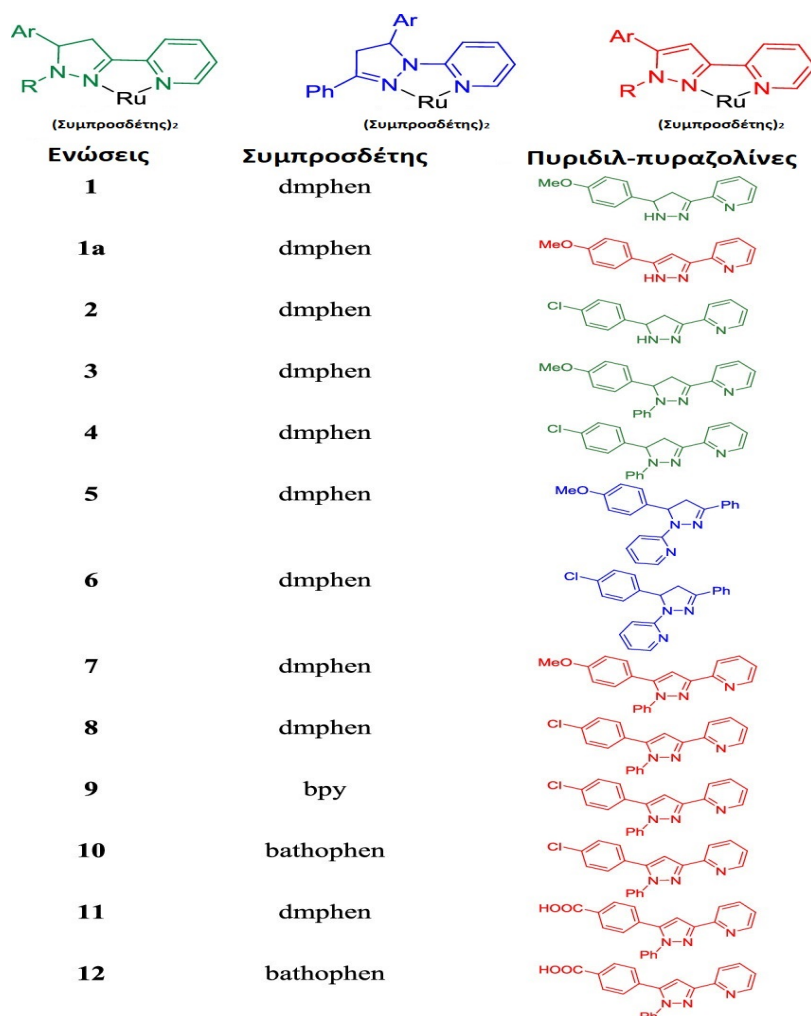 Ar Ar Ar
N N N N N Ph N N N R N N N
R Ru Ru Ru
(Συμπροσδέτης)₂ (Συμπροσδέτης)₂ (Συμπροσδέτης)₂
Ενώσεις Συμπροσδέτης Πυριδιλ-πυραζολίνες
1 dmphen MeO HN-N N
1a dmphen MeO HN-N N
2 dmphen Cl HN-N N
3 dmphen MeO N-N N Ph
4 dmphen Cl N-N N Ph
5 dmphen MeO Ph N-N N
6 dmphen Cl Ph N-N N
7 dmphen MeO N-N N Ph
8 dmphen Cl N-N N Ph
9 bpy Cl N-N N Ph
10 bathophen Cl N-N N Ph
11 dmphen HOOC N-N N Ph
12 bathophen HOOC N-N N Ph